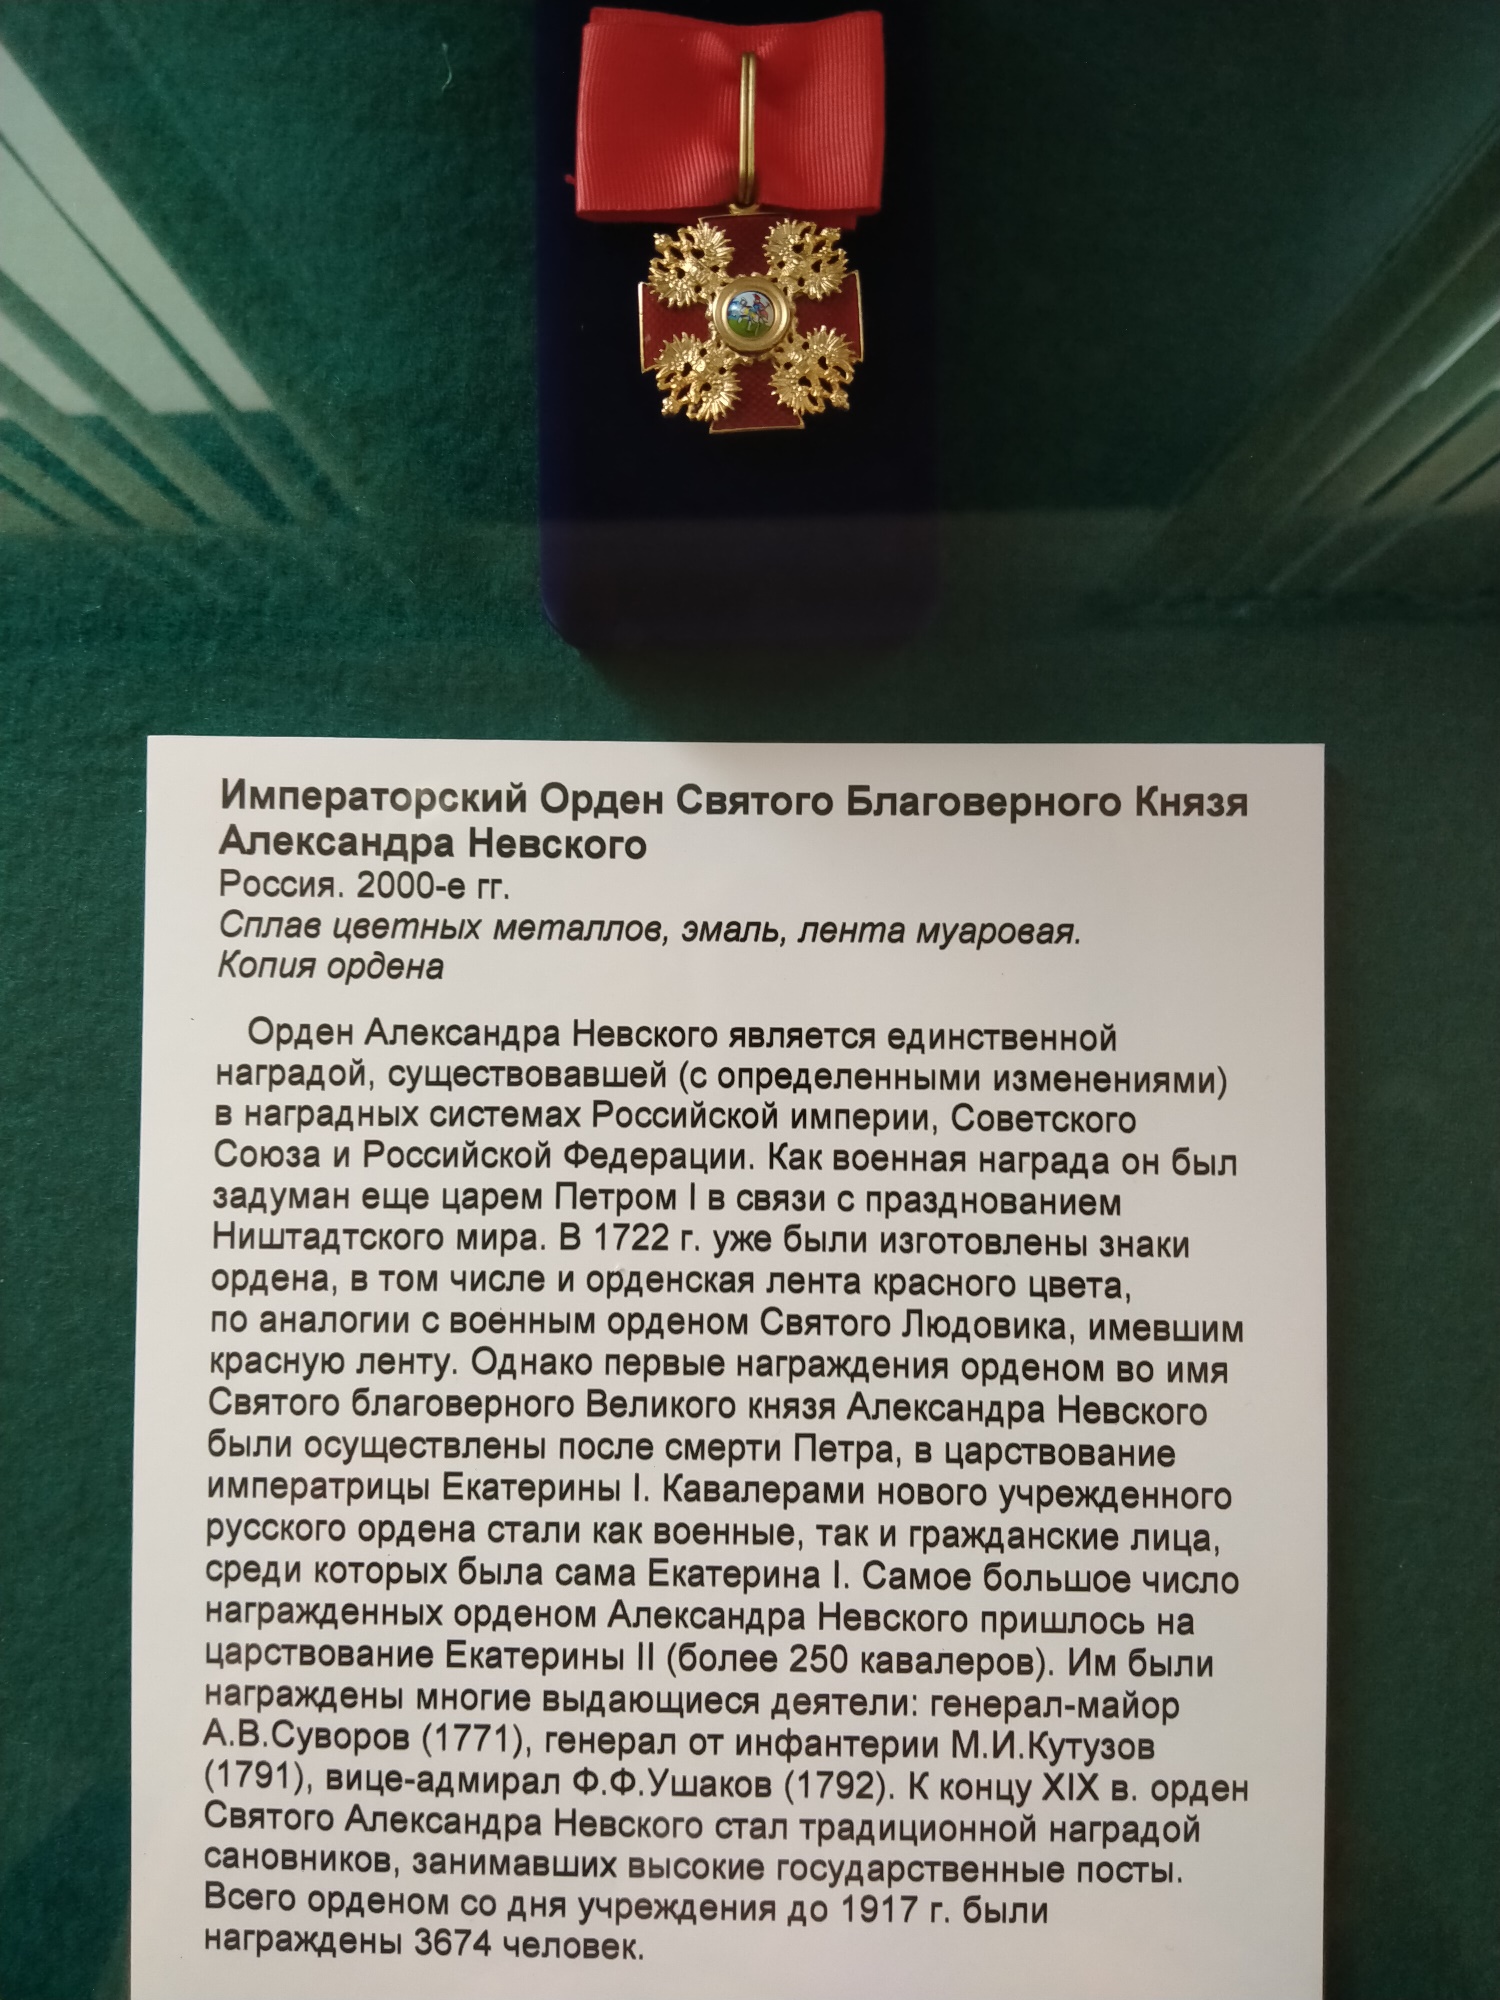 Императорский Орден Святого Благоверного Князя
Александра Невского
Россия. 2000-е гг.
Сплав цветных металлов, эмаль, лента муаровая.
Копия ордена
Орден Александра Невского является единственной
наградой, существовавшей (с определенными изменениями)
в наградных системах Российской империи, Советского
Союза и Российской Федерации. Как военная награда он был
задуман еще царем Петром I в связи с празднованием
Ништадтского мира. В 1722 г. уже были изготовлены знаки
ордена, в том числе и орденская лента красного цвета,
по аналогии с военным орденом Святого Людовика, имевшим
красную ленту. Однако первые награждения орденом во имя
Святого благоверного Великого князя Александра Невского
были осуществлены после смерти Петра, в царствование
императрицы Екатерины I. Кавалерами нового учрежденного
русского ордена стали как военные, так и гражданские лица,
среди которых была сама Екатерина I. Самое большое число
награжденных орденом Александра Невского пришлось на
царствование Екатерины II (более 250 кавалеров). Им были
награждены многие выдающиеся деятели: генерал-майор
А.В.Суворов (1771), генерал от инфантерии М.И.Кутузов
(1791), вице-адмирал Ф.Ф.Ушаков (1792). К концу XIX в. орден
Святого Александра Невского стал традиционной наградой
сановников, занимавших высокие государственные посты.
Всего орденом со дня учреждения до 1917 г. были
награждены 3674 человек.